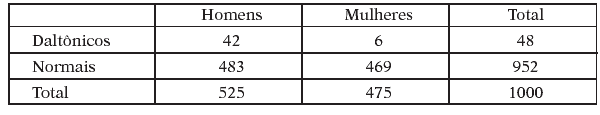 Homens Mulheres Total
Daltônicos 42 6 48
Normais 483 469 952
Total 525 475 1000